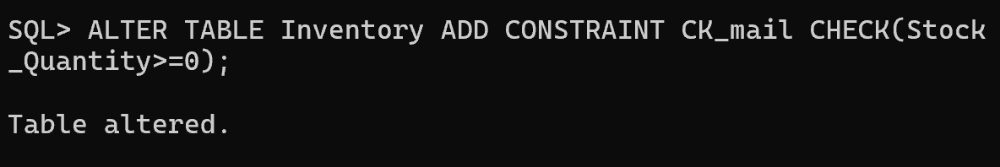 SQL> ALTER TABLE Inventory ADD CONSTRAINT CK_mail CHECK(Stock
_Quantity>=0);
Table altered.